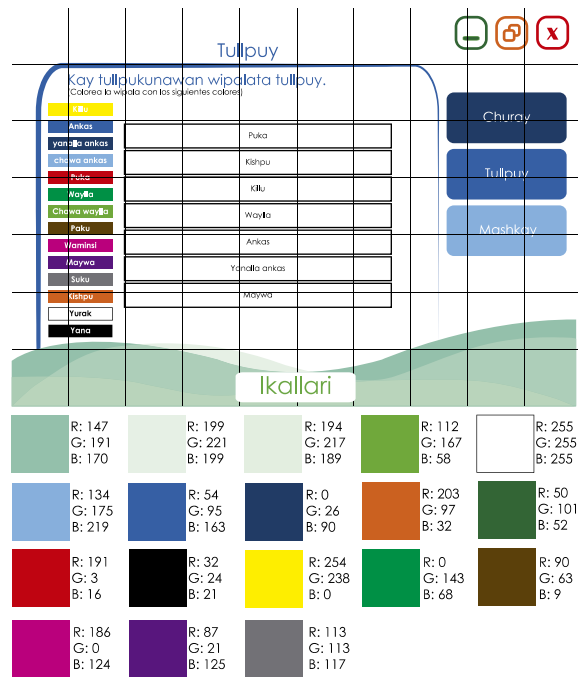 Tullpuy
x
Kay tullpukunawan wipalata tullpuy.
(Colorea la wipala con los siguientes colores)
Killu
Ankas
yanalla ankas
chawa ankas
Puka
Waylla
Chawa waylla
Paku
Waminsi
Maywa
Suku
Kishpu
Yurak
Yana
Puka
Kishpu
Killu
Waylla
Ankas
Yanalla ankas
Maywa
Churay
Tullpuy
Mashkay
Ikallari
R: 147
G: 191
B: 170
R: 199
G: 221
B: 199
R: 194
G: 217
B: 189
R: 112
G: 167
B: 58
R: 255
G: 255
B: 255
R: 134
G: 175
B: 219
R: 54
G: 95
B: 163
R: 0
G: 26
B: 90
R: 203
G: 97
B: 32
R: 50
G: 101
B: 52
R: 191
G: 3
B: 16
R: 32
G: 24
B: 21
R: 254
G: 238
B: 0
R: 0
G: 143
B: 68
R: 90
G: 63
B: 9
R: 186
G: 0
B: 124
R: 87
G: 21
B: 125
R: 113
G: 113
B: 117